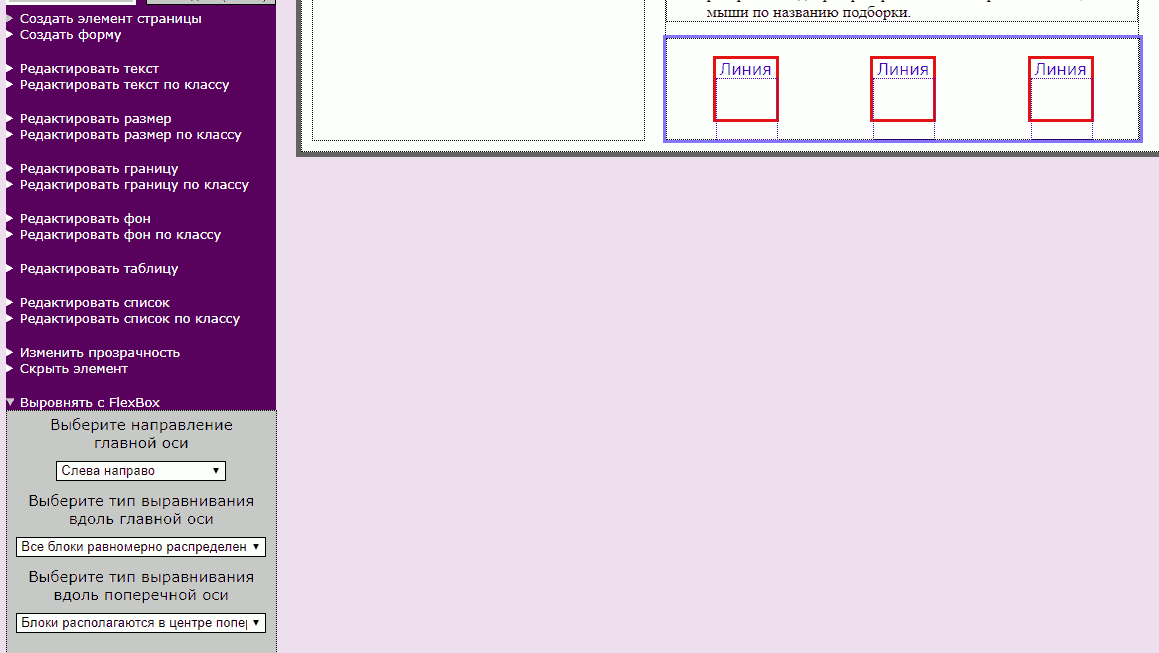 Создать элемент страницы
Создать форму
Редактировать текст
Редактировать текст по классу
Редактировать размер
Редактировать размер по классу
Редактировать границу
Редактировать границу по классу
Редактировать фон
Редактировать фон по классу
Редактировать таблицу
Редактировать список
Редактировать список по классу
Изменить прозрачность
Скрыть элемент
Выровнять с FlexBox
Выберите направление
главной оси
Слева направо
Выберите тип выравнивания
вдоль главной оси
Все блоки равномерно распределен
Выберите тип выравнивания
вдоль поперечной оси
Блоки располагаются в центре попер
мыши по названию подборки.
Линия
Линия
Линия